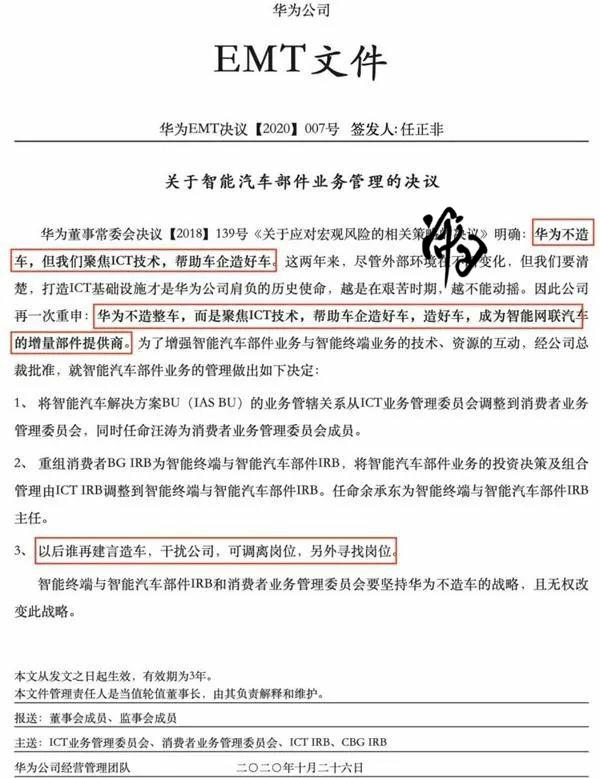 华为公司
EMT文件
华为EMT决议【2020】007号 签发人：任正非
关于智能汽车部件业务管理的决议
华为董事常委会决议【2018】139号《关于应对宏观风险的相关策 决议》明确：华为不造
车，但我们聚焦ICT技术，帮助车企造好车。这两年来，尽管外部环境在 变化，但我们要清
楚，打造ICT基础设施才是华为公司肩负的历史使命，越是在艰苦时期，越不能动摇。因此公司
再一次重申：华为不造整车，而是聚焦ICT技术，帮助车企造好车，造好车，成为智能网联汽车
的增量部件提供商。为了增强智能汽车部件业务与智能终端业务的技术、资源的互动，经公司总
裁批准，就智能汽车部件业务的管理做出如下决定：
1、 将智能汽车解决方案BU（IAS BU）的业务管辖关系从ICT业务管理委员会调整到消费者业务
管理委员会，同时任命汪涛为消费者业务管理委员会成员。
2、 重组消费者BG IRB为智能终端与智能汽车部件IRB，将智能汽车部件业务的投资决策及组合
管理由ICT IRB调整到智能终端与智能汽车部件IRB。任命余承东为智能终端与智能汽车部件IRB
主任。
3、 以后谁再建言造车，干扰公司，可调离岗位，另外寻找岗位。
智能终端与智能汽车部件IRB和消费者业务管理委员会要坚持华为不造车的战略，且无权改
变此战略。
本文从发文之日起生效，有效期为3年。
本文件管理责任人是当值轮值董事长，由其负责解释和维护。
报送：董事会成员、监事会成员
主送：ICT业务管理委员会、消费者业务管理委员会、ICT IRB、CBG IRB
华为公司经营管理团队 二〇二〇年十月二十六日